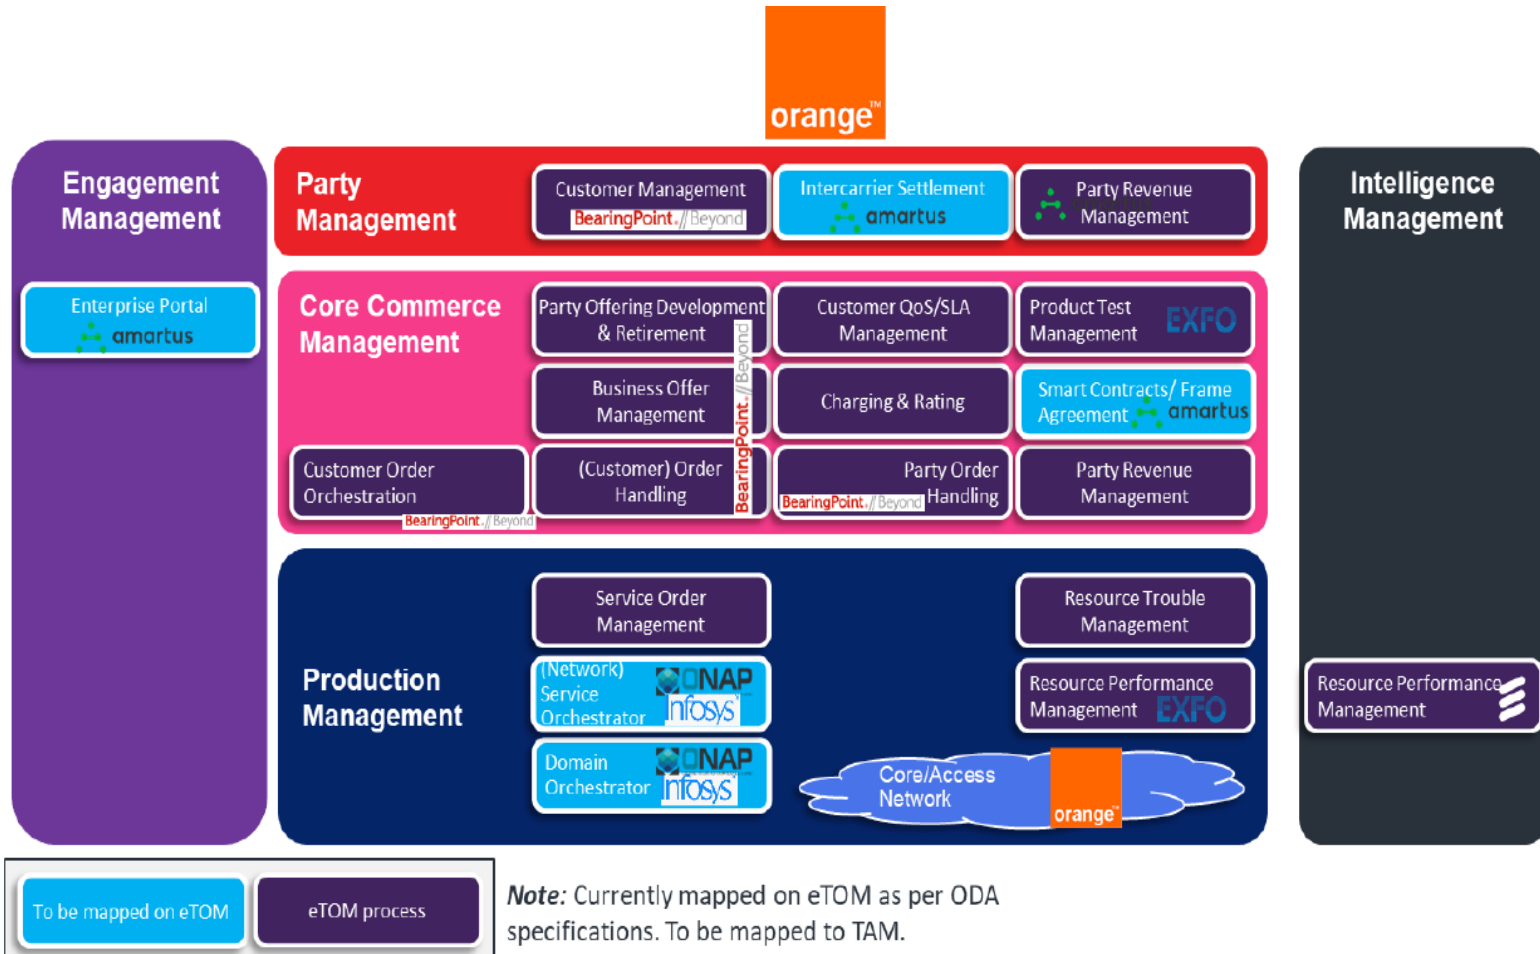 orange™
Engagement
Management
Enterprise Portal
amartus
Party
Management
Customer Management
BearingPoint.//Beyond
Intercarrier Settlement
amartus
Party Revenue
amartus
Management
Core Commerce
Management
Party Offering Development
& Retirement
Customer QoS/SLA
Management
Product Test
Management
EXFO
Business Offer
Management
Charging & Rating
Smart Contracts/ Frame
Agreement
amartus
Customer Order
Orchestration
BearingPoint.//Beyond
(Customer) Order
Handling
BearingPoint.//Beyond
Party Order
Handling
BearingPoint.//Beyond
Party Revenue
Management
Production
Management
Service Order
Management
Resource Trouble
Management
(Network)
Service
Orchestrator
ONAP
Infosys
Resource Performance
Management
EXFO
Domain
Orchestrator
ONAP
Infosys
Core/Access
Network
orange™
Intelligence
Management
Resource Performance
Management
To be mapped on eTOM
eTOM process
Note: Currently mapped on eTOM as per ODA
specifications. To be mapped to TAM.